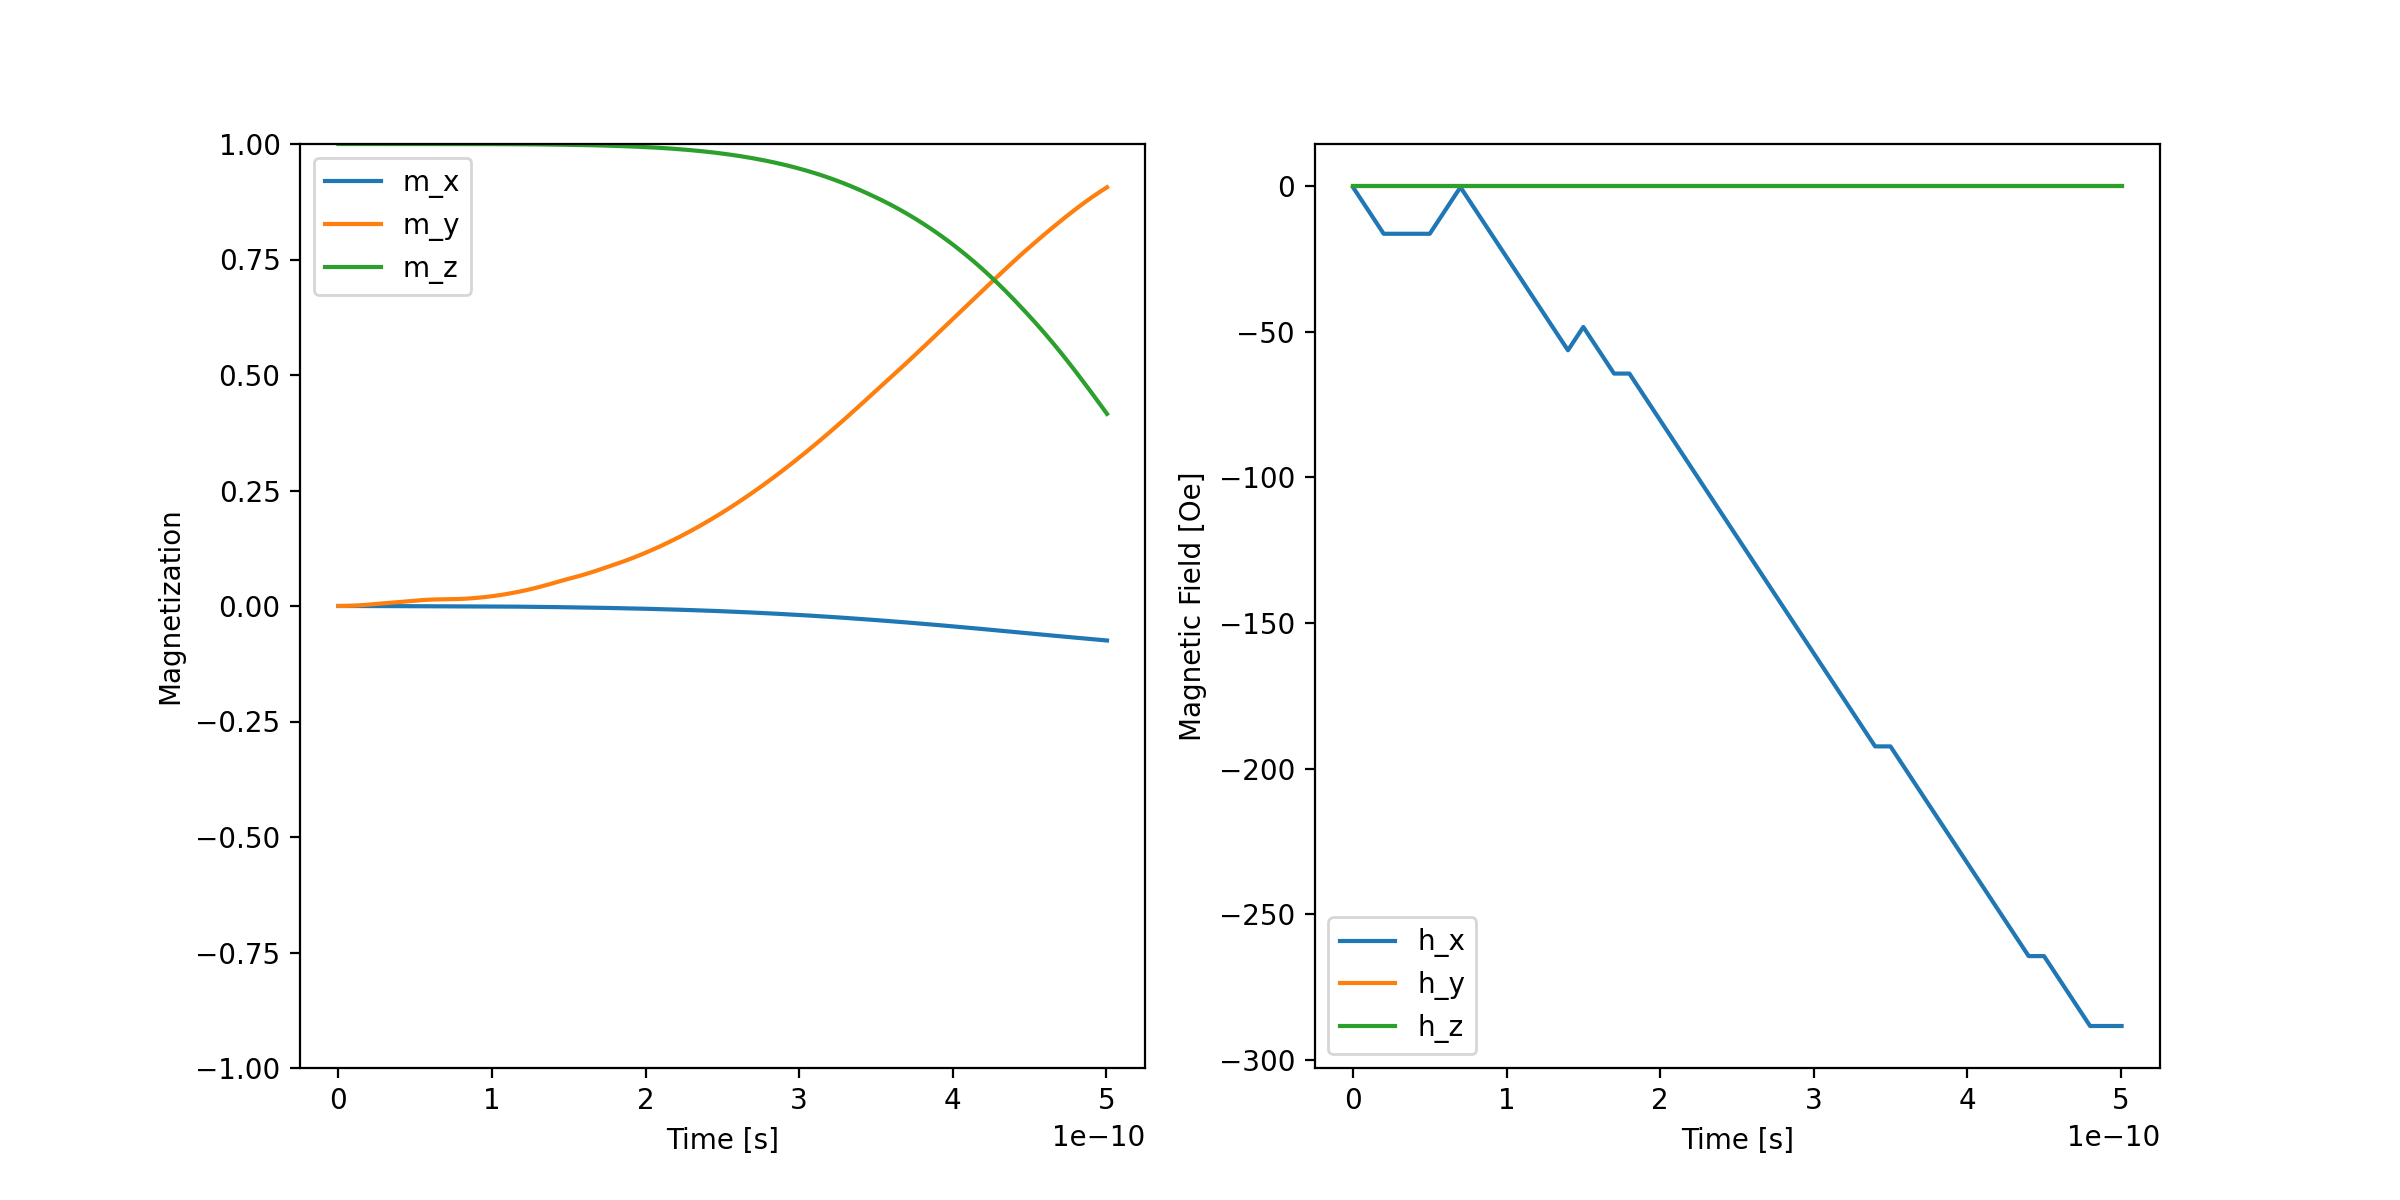 1.00
0.75
0.50
0.25
0.00
−0.25
−0.50
−0.75
−1.00
Magnetization
m_x
m_y
m_z
0 1 2 3 4 5
1e−10
Time [s]
0
−50
−100
−150
−200
−250
−300
Magnetic Field [Oe]
h_x
h_y
h_z
0 1 2 3 4 5
1e−10
Time [s]